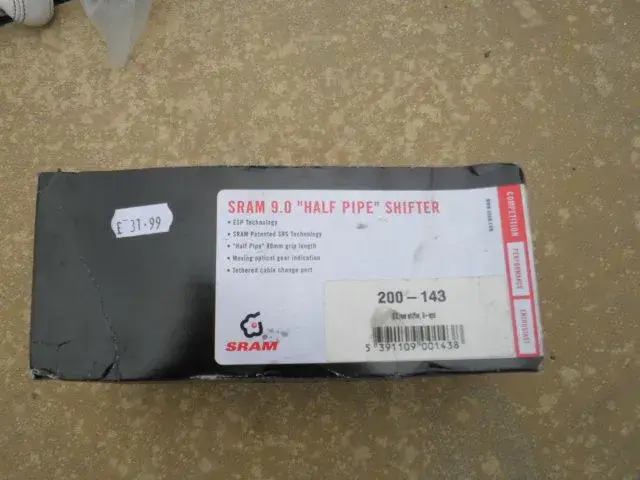 £ 31.99
SRAM 9.0 "HALF PIPE" SHIFTER
• ESP Technology
• SRAM Patented SRS Technology
• "Half Pipe" 80mm grip length
• Moving optical gear indication
• Tethered cable change port
SRAM
200 - 143
5 391109 001438
COMPETITION
PERFORMANCE
ENTHUSIAST